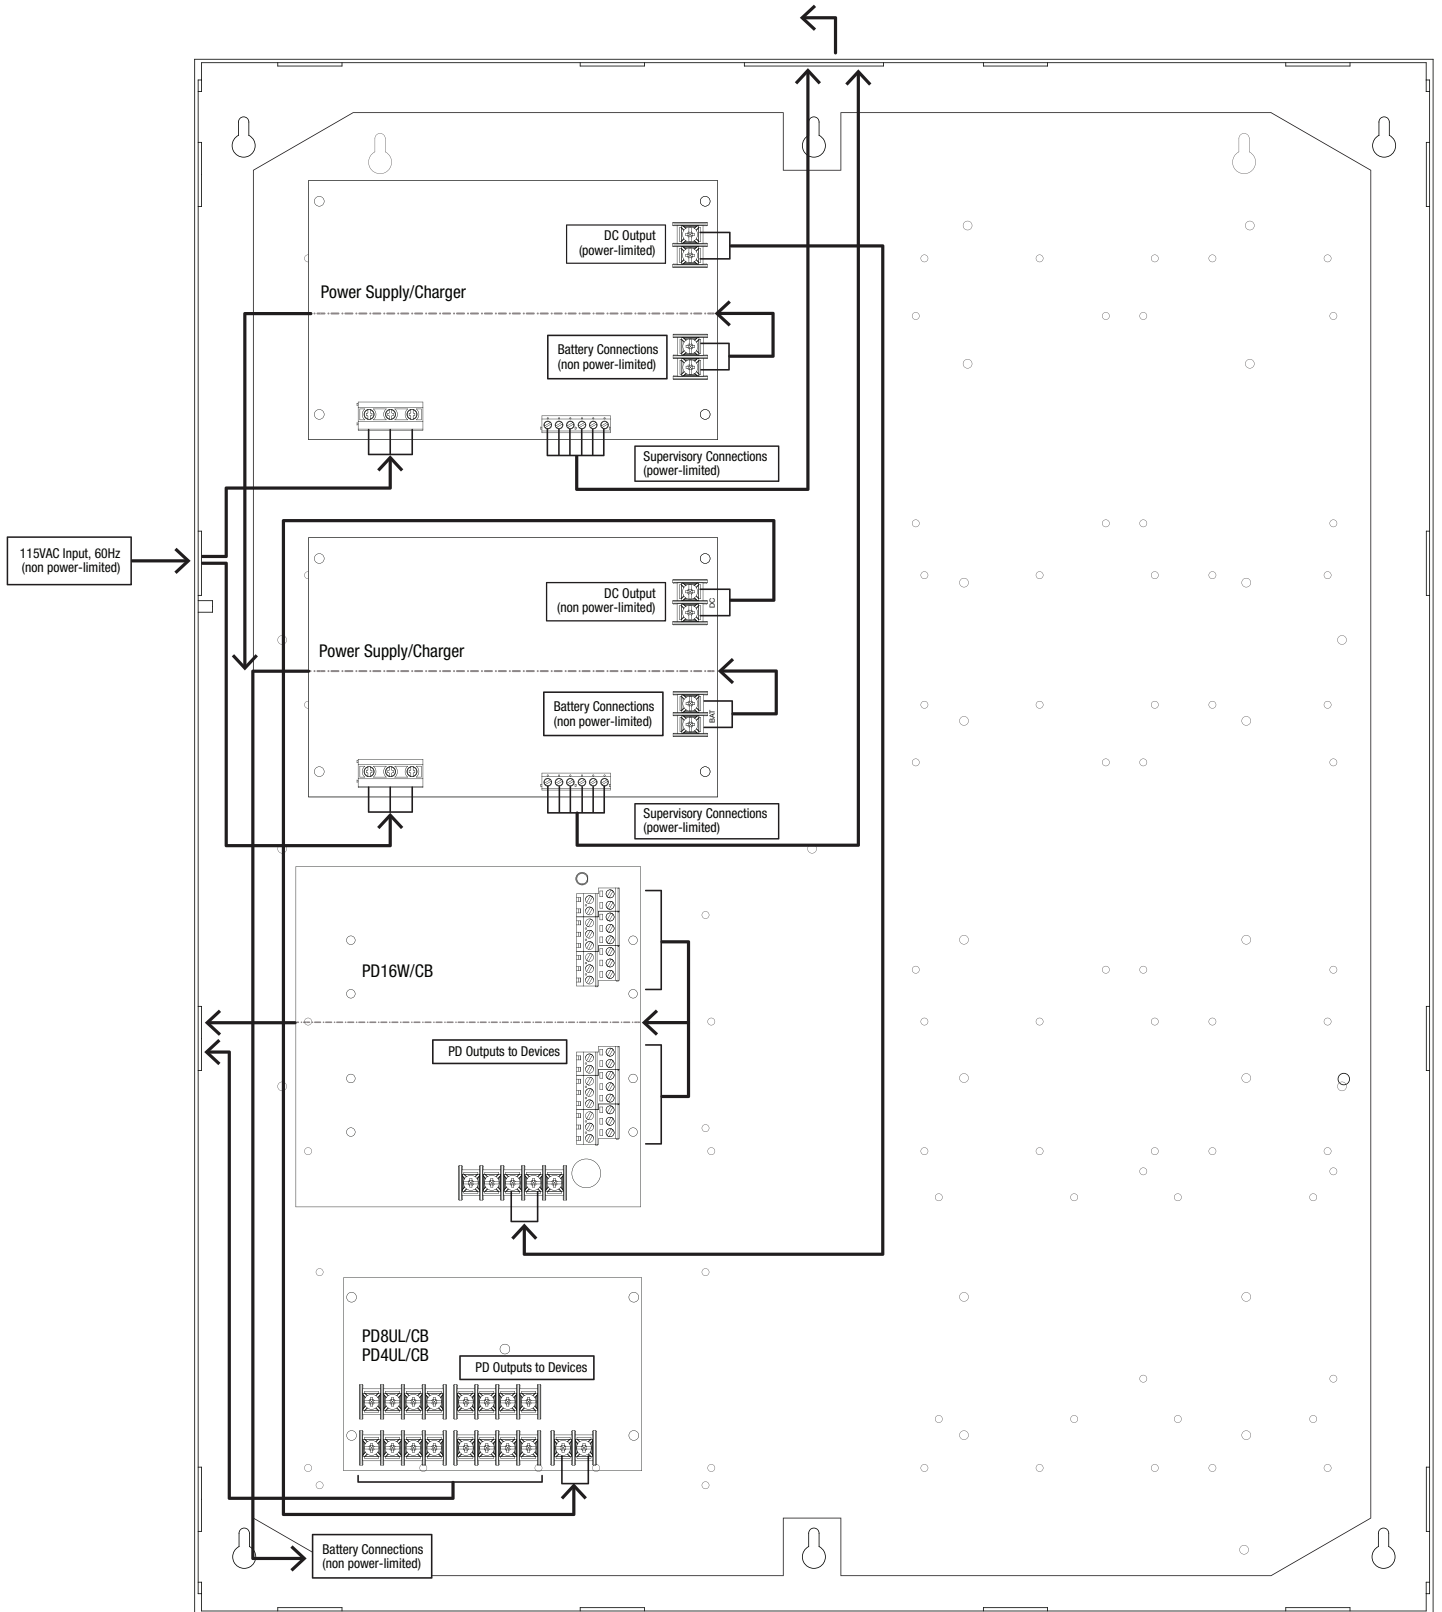 DC Output
(power-limited)
Power Supply/Charger
Battery Connections
(non power-limited)
Supervisory Connections
(power-limited)
115VAC Input, 60Hz
(non power-limited)
DC Output
(non power-limited)
DC
Power Supply/Charger
Battery Connections
(non power-limited)
BAT
Supervisory Connections
(power-limited)
PD16W/CB
PD Outputs to Devices
PD8UL/CB
PD4UL/CB
PD Outputs to Devices
Battery Connections
(non power-limited)